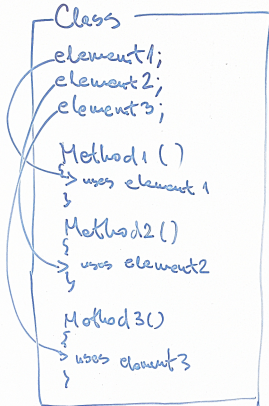 Class
element1;
element2;
element3;
Method1 ()
{
uses element 1
}
Method2 ()
{
uses element2
}
Method3()
{
uses element3
}